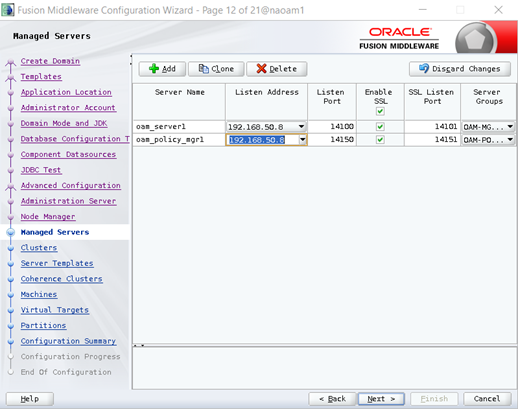 Fusion Middleware Configuration Wizard - Page 12 of 21@naoam1
Managed Servers
ORACLE
FUSION MIDDLEWARE
Create Domain
Templates
Application Location
Administrator Account
Domain Mode and JDK
Database Configuration T
Component Datasources
JDBC Test
Advanced Configuration
Administration Server
Node Manager
Managed Servers
Clusters
Server Templates
Coherence Clusters
Machines
Virtual Targets
Partitions
Configuration Summary
Configuration Progress
End Of Configuration
Add Clone Delete Discard Changes
Server Name Listen Address Listen Port Enable SSL SSL Listen Port Server Groups
oam_server1 192.168.50.8 14100 14101 OAM-MG...
oam_policy_mgr1 192.168.50.8 14150 14151 OAM-PO...
Help < Back Next > Finish Cancel